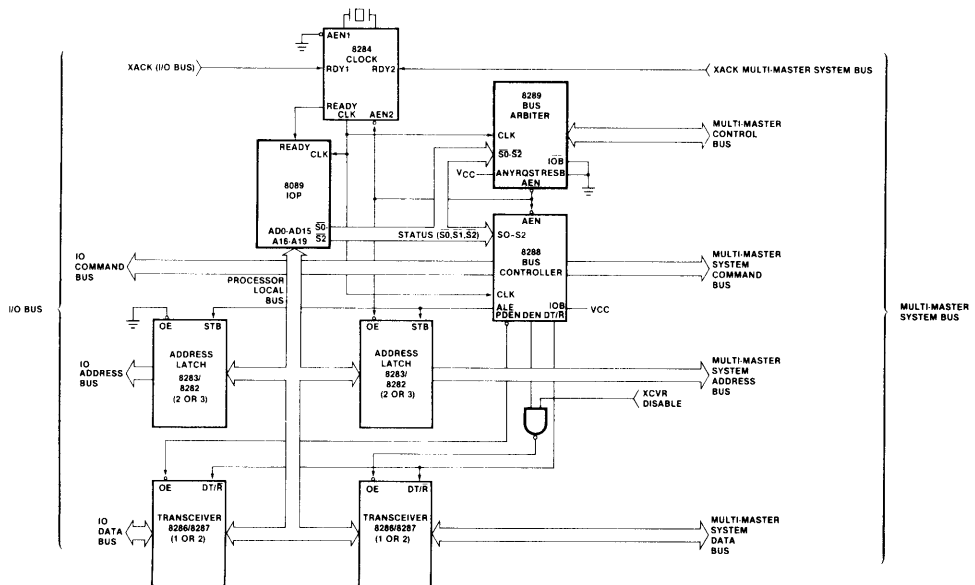 AEN1
8284
CLOCK
XACK (I/O BUS)
RDY1
RDY2
XACK MULTI-MASTER SYSTEM BUS
READY
CLK
AEN2
8289
BUS
ARBITER
CLK
S0-S2
IOB
VCC
ANYRQSTRESB
AEN
MULTI-MASTER
CONTROL
BUS
READY
CLK
8089
IOP
AD0-AD15
A16-A19
S0-
S2
STATUS (S0,S1,S2)
AEN
SO-S2
8288
BUS
CONTROLLER
CLK
ALE
IOB
VCC
PDEN DEN DT/R
IO
COMMAND
BUS
PROCESSOR
LOCAL
BUS
MULTI-MASTER
SYSTEM
COMMAND
BUS
I/O BUS
MULTI-MASTER
SYSTEM BUS
OE
STB
ADDRESS
LATCH
8283/
8282
(2 OR 3)
OE
STB
ADDRESS
LATCH
8283/
8282
(2 OR 3)
IO
ADDRESS
BUS
MULTI-MASTER
SYSTEM
ADDRESS
BUS
XCVR
DISABLE
OE
DT/R
TRANSCEIVER
8286/8287
(1 OR 2)
OE
DT/R
TRANSCEIVER
8286/8287
(1 OR 2)
IO
DATA
BUS
MULTI-MASTER
SYSTEM
DATA
BUS